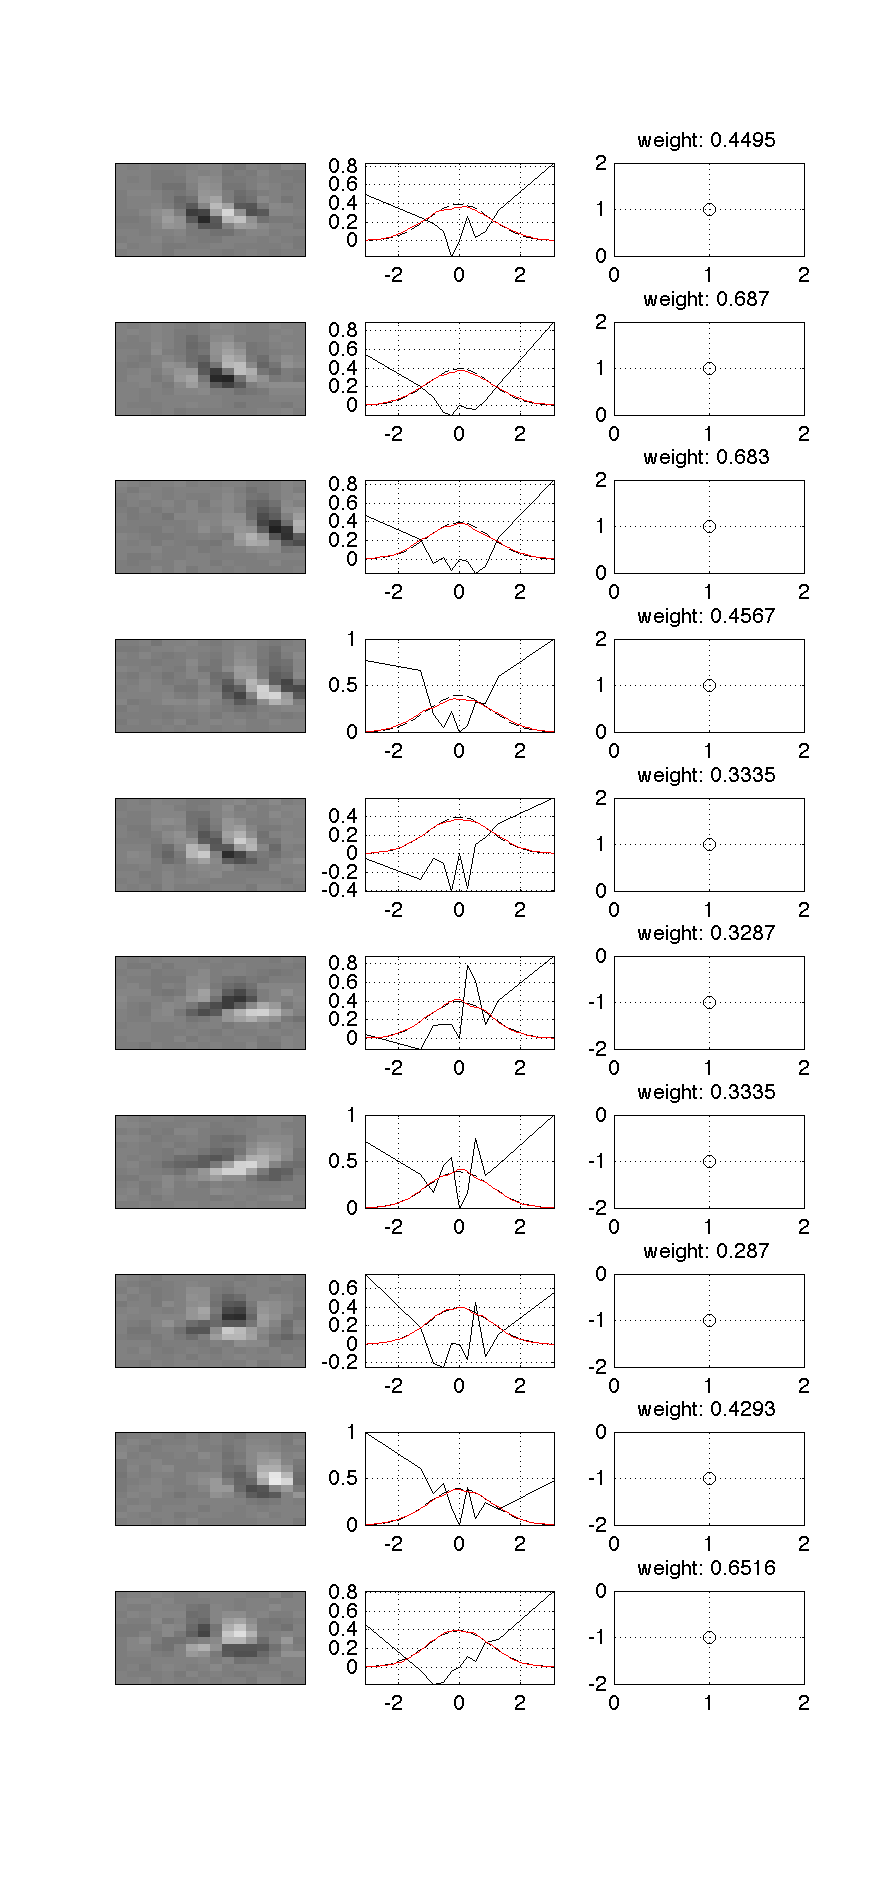 weight: 0.4495
0.8 2
0.6
0.4 1
0.2
0 0
-2 0 2 0 1 2
weight: 0.687
0.8 2
0.6
0.4 1
0.2
0 0
-2 0 2 0 1 2
weight: 0.683
0.8 2
0.6
0.4 1
0.2
0 0
-2 0 2 0 1 2
weight: 0.4567
1 2
0.5 1
0 0
-2 0 2 0 1 2
weight: 0.3335
2
0.4
0.2 1
0
-0.2
-0.4 0
-2 0 2 0 1 2
weight: 0.3287
0.8 0
0.6
0.4 -1
0.2
0 -2
-2 0 2 0 1 2
weight: 0.3335
1 0
0.5 -1
0 -2
-2 0 2 0 1 2
weight: 0.287
0
0.6
0.4 -1
0.2
0
-0.2 -2
-2 0 2 0 1 2
weight: 0.4293
1 0
0.5 -1
0 -2
-2 0 2 0 1 2
weight: 0.6516
0.8 0
0.6
0.4 -1
0.2
0 -2
-2 0 2 0 1 2